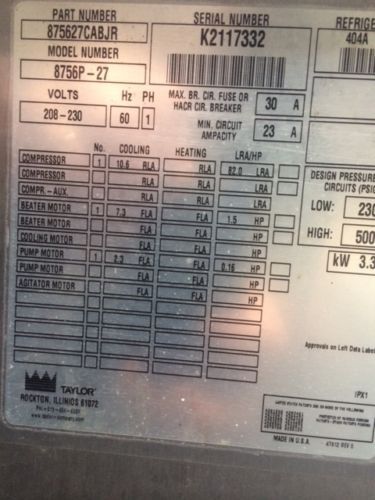 PART NUMBER
875627CABJR
SERIAL NUMBER
K2117332
REFRIGE
404A
MODEL NUMBER
8756P-27
VOLTS Hz PH
208-230 60 1
MAX. BR. CIR. FUSE OR
HACR CIR. BREAKER 30 A
MIN. CIRCUIT
AMPACITY 23 A
No. COOLING HEATING LRA/HP
COMPRESSOR 1 10.6 RLA RLA 82.0 LRA
COMPRESSOR RLA RLA LRA
COMPR.-AUX. RLA RLA LRA
BEATER MOTOR 1 7.3 FLA FLA 1.5 HP
BEATER MOTOR FLA FLA HP
COOLING MOTOR FLA FLA HP
PUMP MOTOR 1 2.3 FLA FLA 0.16 HP
PUMP MOTOR FLA FLA HP
AGITATOR MOTOR FLA FLA HP
DESIGN PRESSURE
CIRCUITS (PSIG
LOW: 230
HIGH: 500
kW 3.3
Approvals on Left Data Label
TAYLOR
ROCKTON, ILLINOIS 61072
IPX1
MADE IN U.S.A.